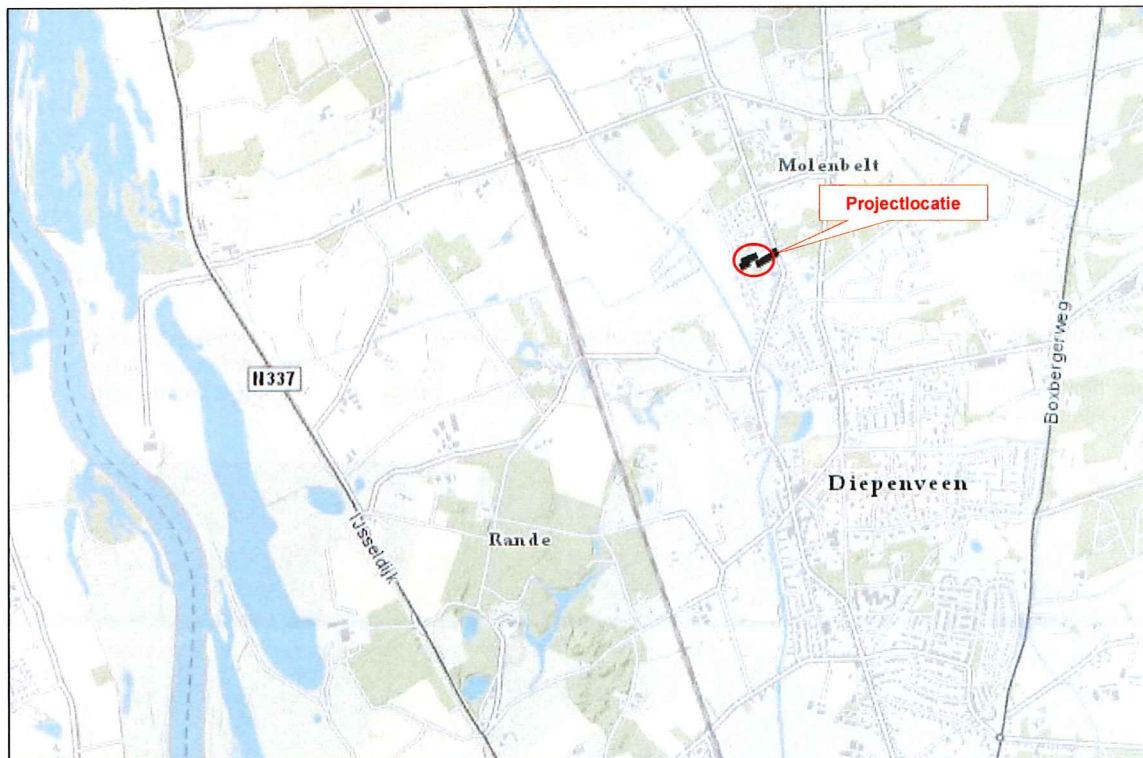 Molenbelt
Projectlocatie
N337
Boxbergerweg
Diepenveen
Rande
IJsseldijk